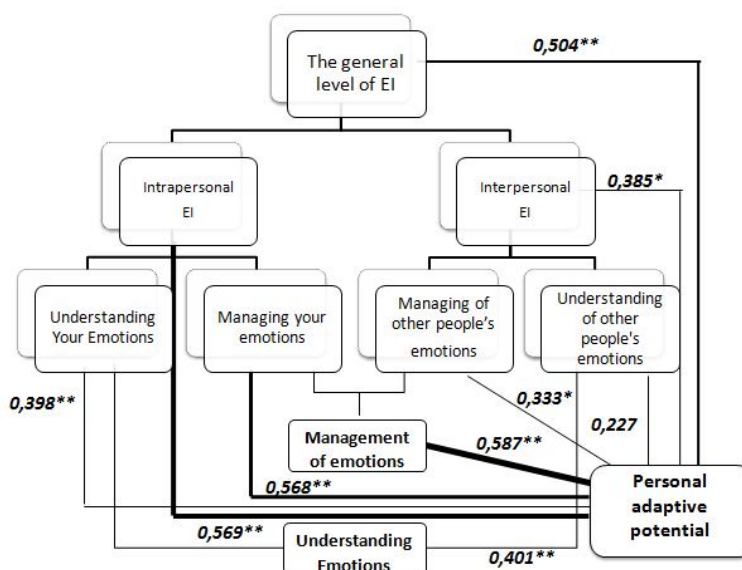 0,504**
The general
level of EI
Intrapersonal
EI
Interpersonal
EI
0,385*
Understanding
Your Emotions
Managing your
emotions
Managing of
other people's
emotions
Understanding
of other
people's
emotions
0,398**
0,333*
0,227
Management
of emotions
0,587**
Personal
adaptive
potential
0,568**
0,569**
Understanding
Emotions
0,401**